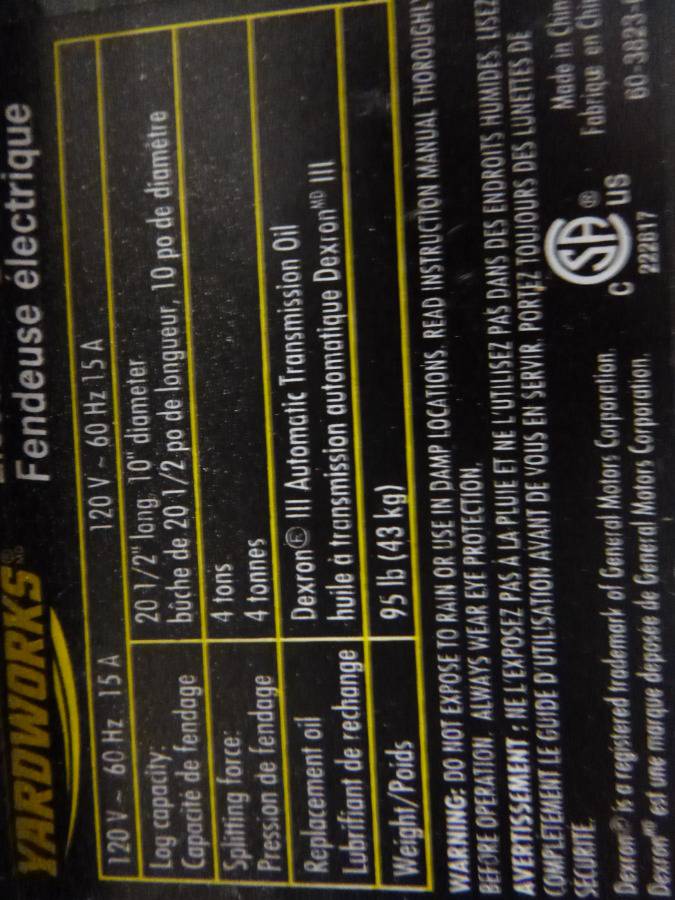 YARDWORKS® MD
Fendeuse électrique
120 V ~ 60 Hz 15 A 120 V ~ 60 Hz 15 A
Log capacity: 20 1/2" long, 10" diameter
Capacité de fendage bûche de 20 1/2 po de longueur, 10 po de diamètre
Splitting force: 4 tons
Pression de fendage 4 tonnes
Replacement oil Dexron® III Automatic Transmission Oil
Lubrifiant de rechange huile à transmission automatique Dexron MD III
Weight/Poids 95 lb (43 kg)
WARNING: DO NOT EXPOSE TO RAIN OR USE IN DAMP LOCATIONS. READ INSTRUCTION MANUAL THOROUGHLY
BEFORE OPERATION. ALWAYS WEAR EYE PROTECTION.
AVERTISSEMENT : NE L'EXPOSEZ PAS À LA PLUIE ET NE L'UTILISEZ PAS DANS DES ENDROITS HUMIDES. LISEZ
COMPLÈTEMENT LE GUIDE D'UTILISATION AVANT DE VOUS EN SERVIR. PORTEZ TOUJOURS DES LUNETTES DE
SÉCURITÉ.
Dexron® is a registered trademark of General Motors Corporation.
Dexron MD est une marque déposée de General Motors Corporation.
C SA ® US
222617
Made in
Fabriqué en
60-3823-